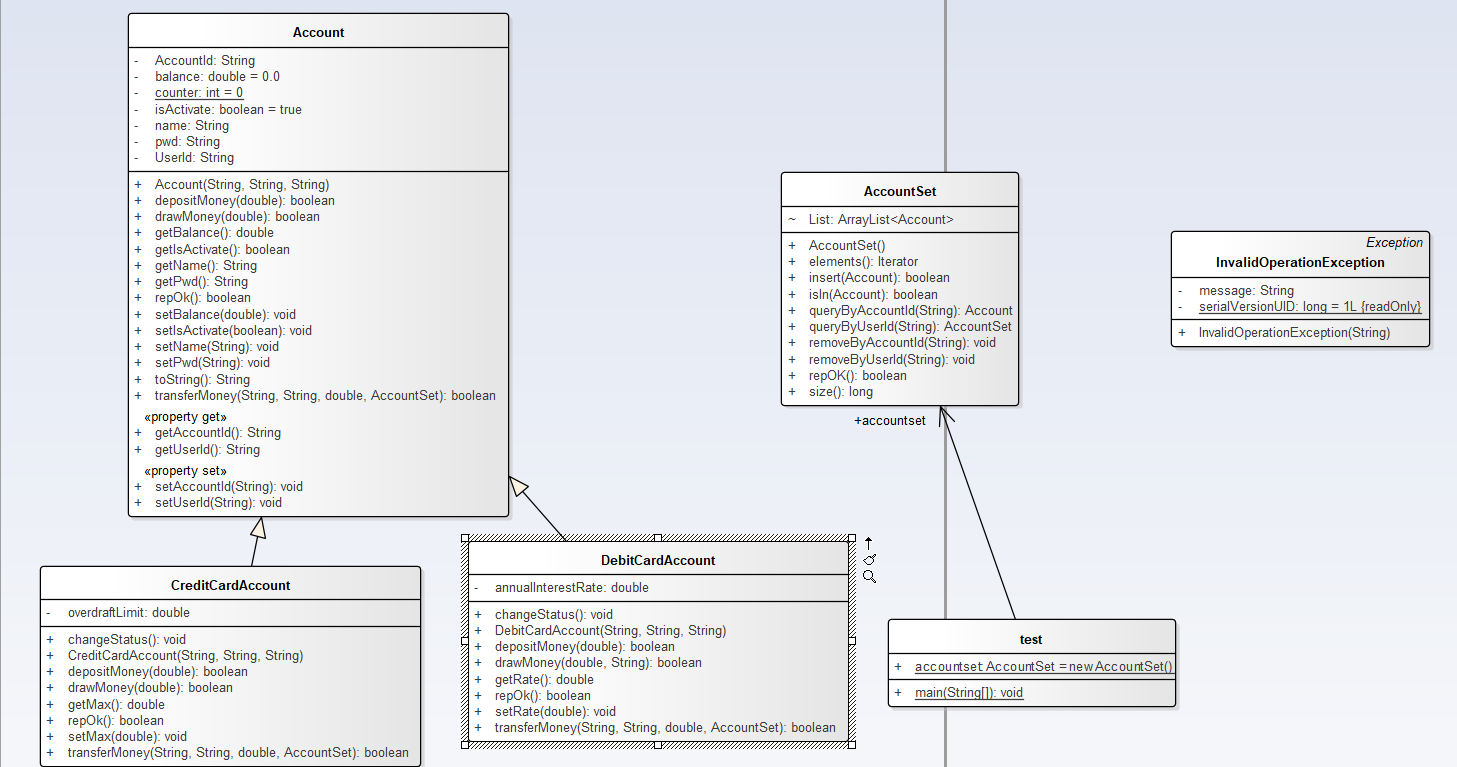 Account
- AccountId: String
- balance: double = 0.0
- counter: int = 0
- isActivate: boolean = true
- name: String
- pwd: String
- UserId: String
+ Account(String, String, String)
+ depositMoney(double): boolean
+ drawMoney(double): boolean
+ getBalance(): double
+ getIsActivate(): boolean
+ getName(): String
+ getPwd(): String
+ repOk(): boolean
+ setBalance(double): void
+ setIsActivate(boolean): void
+ setName(String): void
+ setPwd(String): void
+ toString(): String
+ transferMoney(String, String, double, AccountSet): boolean
«property get»
+ getAccountId(): String
+ getUserId(): String
«property set»
+ setAccountId(String): void
+ setUserId(String): void
AccountSet
~ List: ArrayList<Account>
+ AccountSet()
+ elements(): Iterator
+ insert(Account): boolean
+ isIn(Account): boolean
+ queryByAccountId(String): Account
+ queryByUserId(String): AccountSet
+ removeByAccountId(String): void
+ removeByUserId(String): void
+ repOK(): boolean
+ size(): long
+accountset
Exception
InvalidOperationException
- message: String
- serialVersionUID: long = 1L {readOnly}
+ InvalidOperationException(String)
CreditCardAccount
- overdraftLimit: double
+ changeStatus(): void
+ CreditCardAccount(String, String, String)
+ depositMoney(double): boolean
+ drawMoney(double): boolean
+ getMax(): double
+ repOk(): boolean
+ setMax(double): void
+ transferMoney(String, String, double, AccountSet): boolean
DebitCardAccount
- annualInterestRate: double
+ changeStatus(): void
+ DebitCardAccount(String, String, String)
+ depositMoney(double): boolean
+ drawMoney(double, String): boolean
+ getRate(): double
+ repOk(): boolean
+ setRate(double): void
+ transferMoney(String, String, double, AccountSet): boolean
test
+ accountset: AccountSet = new AccountSet()
+ main(String[]): void